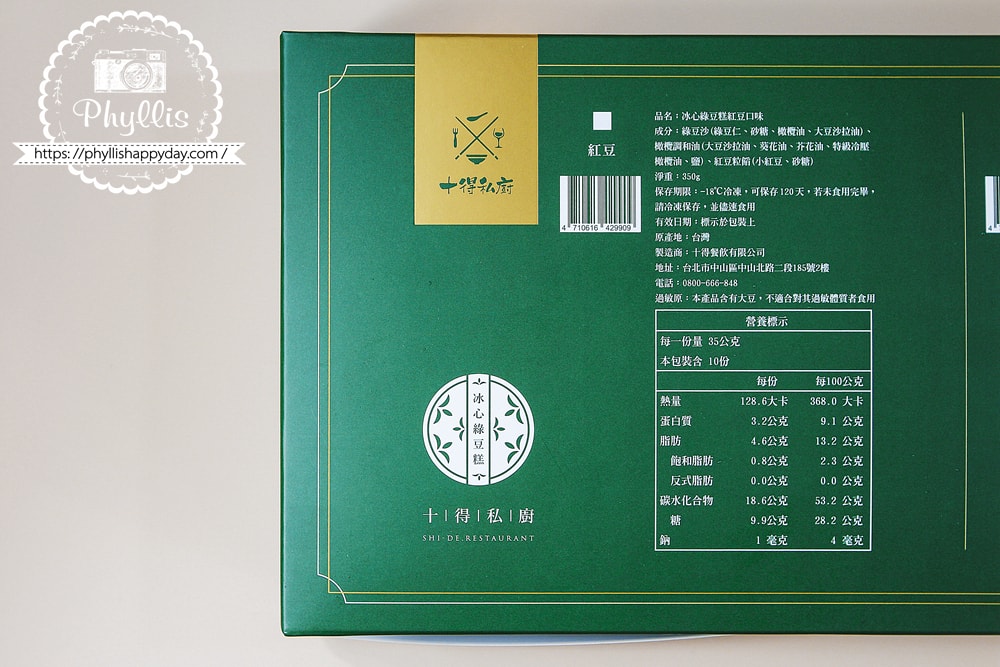 Phyllis
https://phyllishappyday.com /
十得私廚
紅豆
4 710616 429909
品名：冰心綠豆糕紅豆口味
成分：綠豆沙(綠豆仁、砂糖、橄欖油、大豆沙拉油)、
橄欖調和油(大豆沙拉油、葵花油、芥花油、特級冷壓
橄欖油、鹽)、紅豆粒餡(小紅豆、砂糖)
淨重：350g
保存期限：-18℃冷凍，可保存120天，若未食用完畢，
請冷凍保存，並儘速食用
有效日期：標示於包裝上
原產地：台灣
製造商：十得餐飲有限公司
地址：台北市中山區中山北路二段185號2樓
電話：0800-666-848
過敏原：本產品含有大豆，不適合對其過敏體質者食用
營養標示
每一份量 35公克
本包裝含 10份
每份 每100公克
熱量 128.6大卡 368.0 大卡
蛋白質 3.2公克 9.1 公克
脂肪 4.6公克 13.2 公克
飽和脂肪 0.8公克 2.3 公克
反式脂肪 0.0公克 0.0 公克
碳水化合物 18.6公克 53.2 公克
糖 9.9公克 28.2 公克
鈉 1 毫克 4 毫克
冰心綠豆糕
十|得|私|廚
SHI-DE.RESTAURANT
4